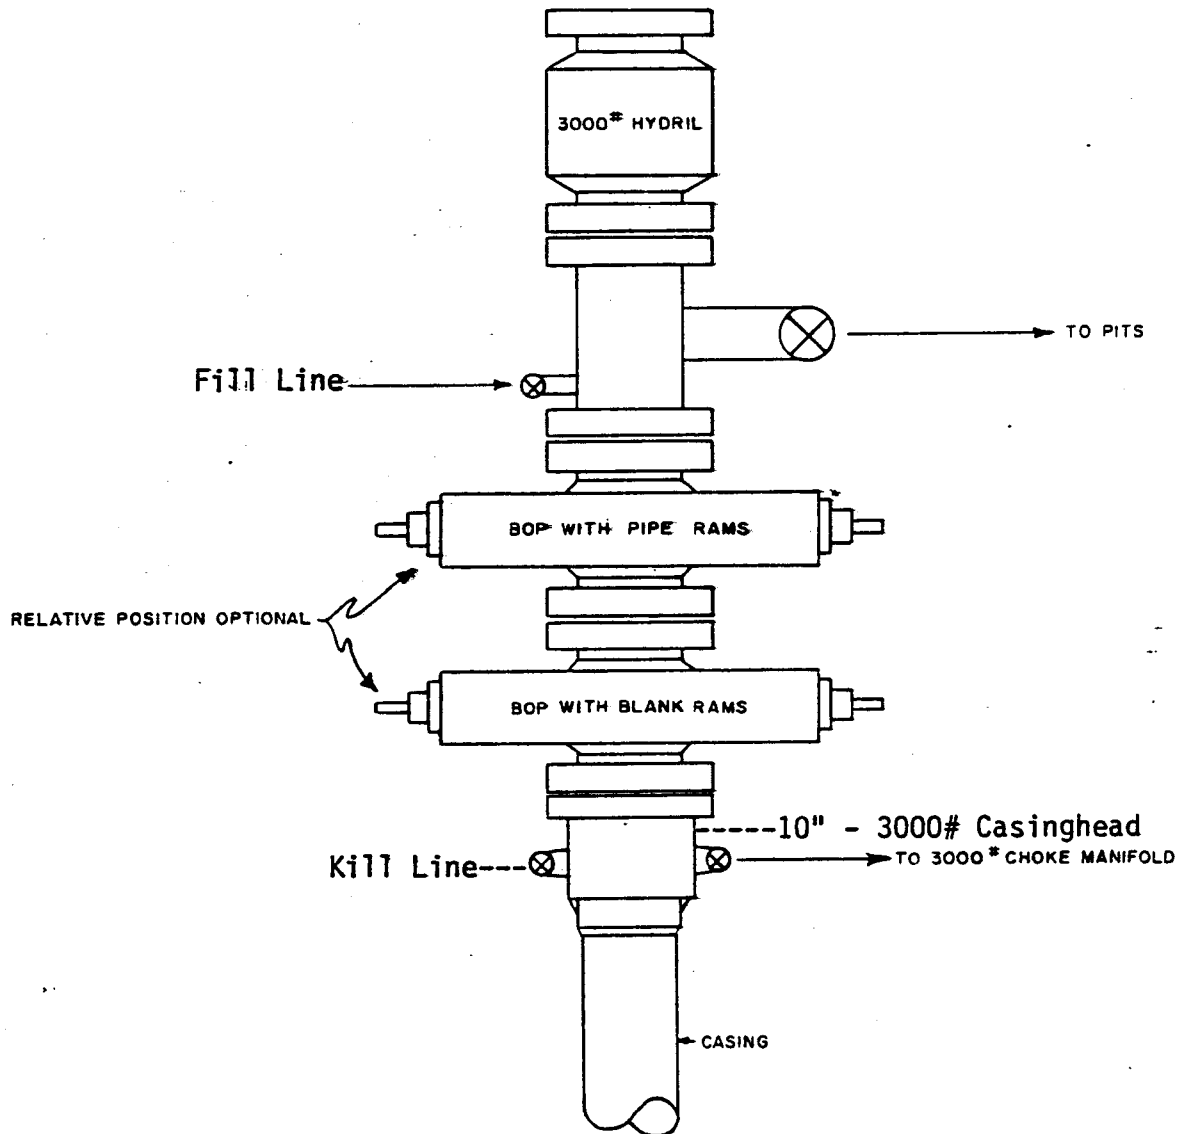 3000# HYDRIL
TO PITS
Fill Line
BOP WITH PIPE RAMS
RELATIVE POSITION OPTIONAL
BOP WITH BLANK RAMS
10" - 3000# Casinghead
Kill Line
TO 3000# CHOKE MANIFOLD
CASING